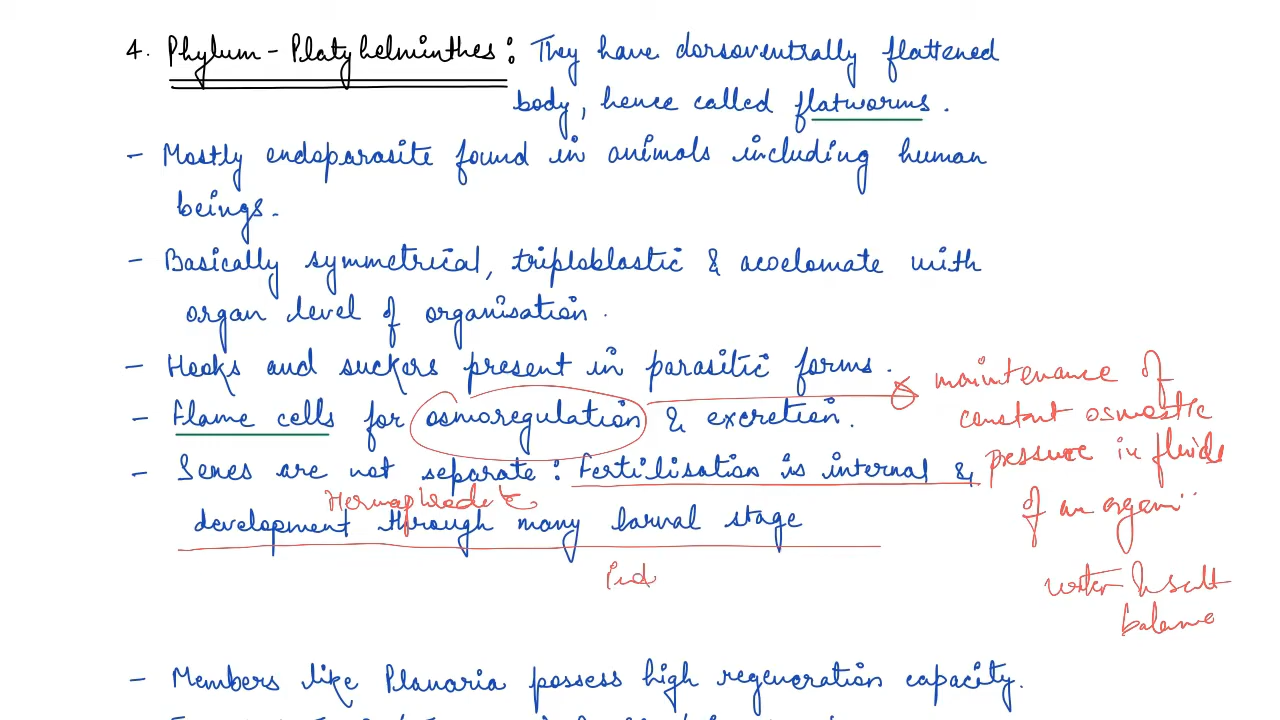 4. Phylum - Platyhelminthes : They have dorsoventrally flattened
body, hence called flatworms.
- Mostly endoparasite found in animals including human
beings.
- Basically symmetrical, triploblastic & acoelomate with
organ level of organisation.
- Hooks and suckers present in parasitic forms.
maintenance of
constant osmotic
pressure in fluids
of an organi
water & salt
balance
- Flame cells for osmoregulation & excretion.
- Sexes are not separate : Fertilisation is internal &
Hermaphrodite
development through many larval stage
ind
- Members like Planaria possess high regeneration capacity.